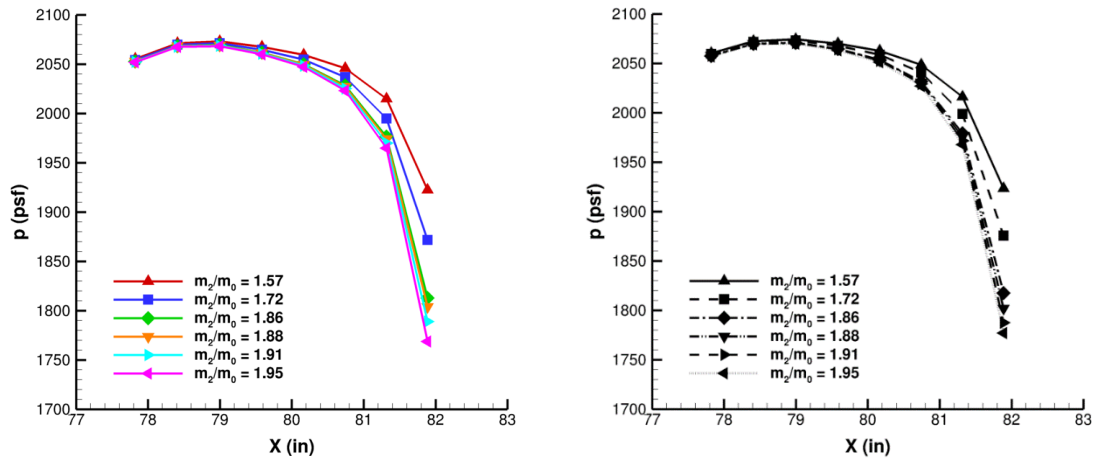 2100
2050
2000
1950
1900
1850
1800
1750
1700
p (psf)
m2/m0 = 1.57
m2/m0 = 1.72
m2/m0 = 1.86
m2/m0 = 1.88
m2/m0 = 1.91
m2/m0 = 1.95
77 78 79 80 81 82 83
X (in)
2100
2050
2000
1950
1900
1850
1800
1750
1700
p (psf)
m2/m0 = 1.57
m2/m0 = 1.72
m2/m0 = 1.86
m2/m0 = 1.88
m2/m0 = 1.91
m2/m0 = 1.95
77 78 79 80 81 82 83
X (in)